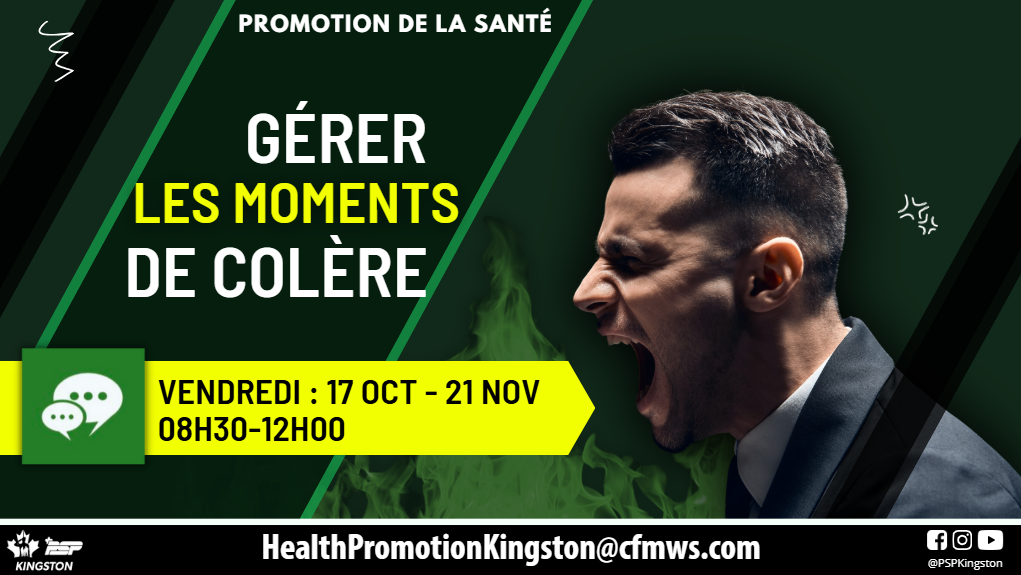 PROMOTION DE LA SANTÉ
GÉRER
LES MOMENTS
DE COLÈRE
VENDREDI : 17 OCT - 21 NOV
08H30-12H00
PSP
KINGSTON
HealthPromotionKingston@cfmws.com
@PSPKingston